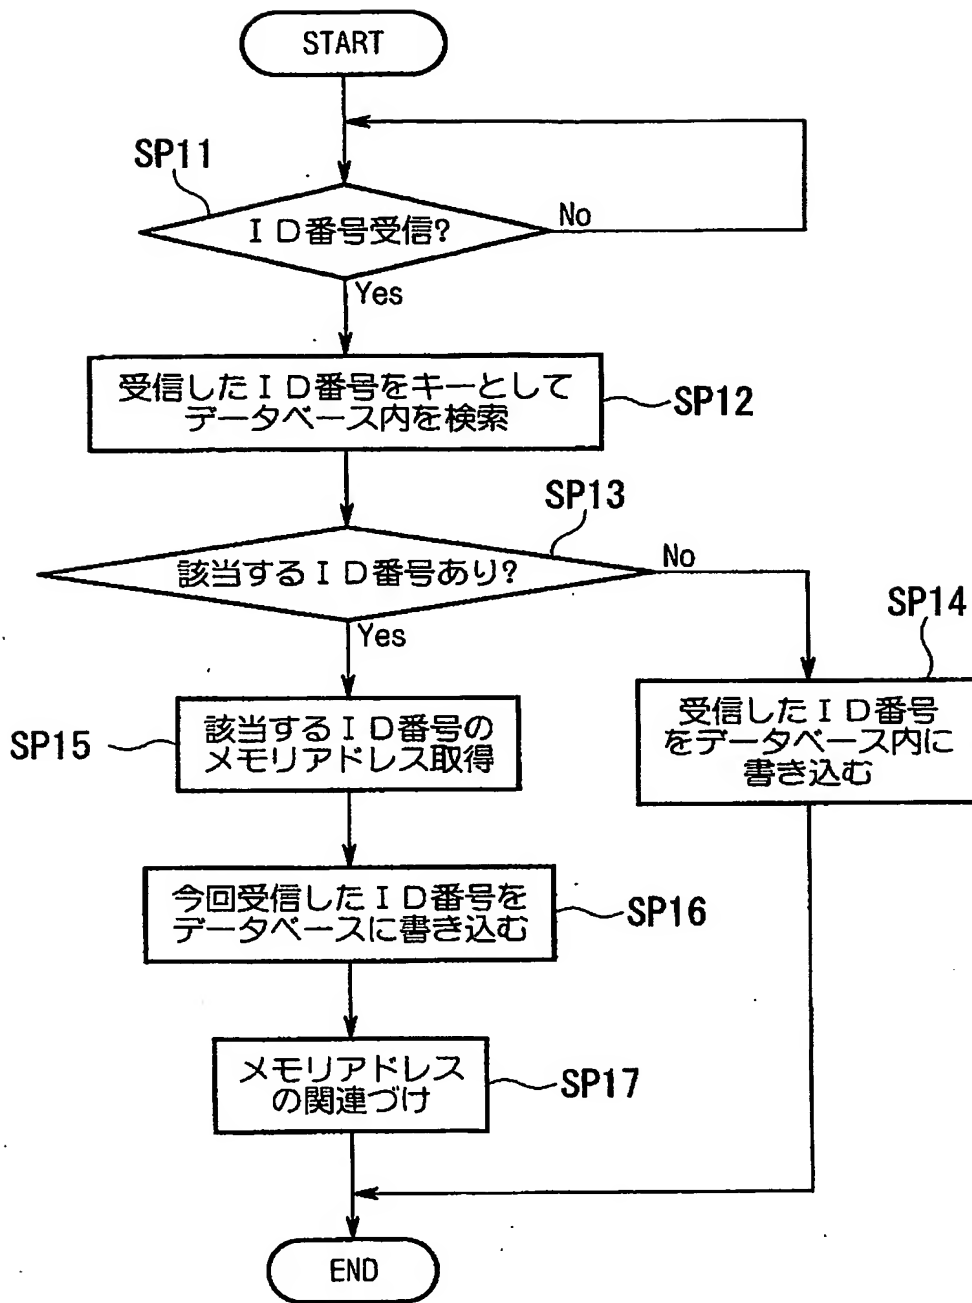 START
SP11
ＩＤ番号受信?
No
Yes
受信したＩＤ番号をキーとして
データベース内を検索
SP12
SP13
該当するＩＤ番号あり?
No
Yes
SP14
受信したＩＤ番号
をデータベース内に
書き込む
SP15
該当するＩＤ番号の
メモリアドレス取得
今回受信したＩＤ番号を
データベースに書き込む
SP16
メモリアドレス
の関連づけ
SP17
END